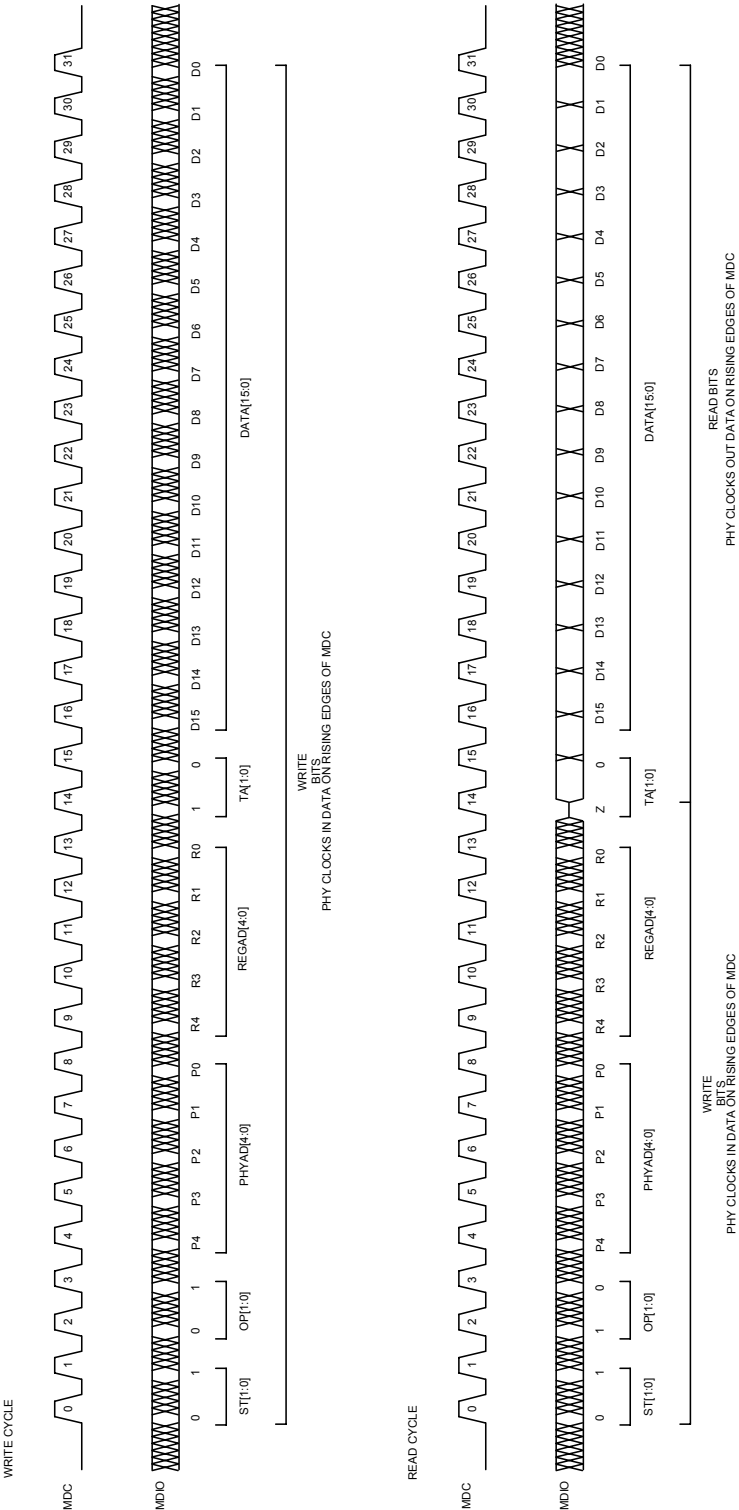 WRITE CYCLE
MDC
0 1 2 3 4 5 6 7 8 9 10 11 12 13 14 15 16 17 18 19 20 21 22 23 24 25 26 27 28 29 30 31
MDIO
0 1 0 1 P4 P3 P2 P1 P0 R4 R3 R2 R1 R0 1 0 D15 D14 D13 D12 D11 D10 D9 D8 D7 D6 D5 D4 D3 D2 D1 D0
ST[1:0] OP[1:0] PHYAD[4:0] REGAD[4:0] TA[1:0] DATA[15:0]
WRITE
BITS
PHY CLOCKS IN DATA ON RISING EDGES OF MDC
READ CYCLE
MDC
0 1 2 3 4 5 6 7 8 9 10 11 12 13 14 15 16 17 18 19 20 21 22 23 24 25 26 27 28 29 30 31
MDIO
0 1 1 0 P4 P3 P2 P1 P0 R4 R3 R2 R1 R0 Z 0 D15 D14 D13 D12 D11 D10 D9 D8 D7 D6 D5 D4 D3 D2 D1 D0
ST[1:0] OP[1:0] PHYAD[4:0] REGAD[4:0] TA[1:0] DATA[15:0]
WRITE
BITS
PHY CLOCKS IN DATA ON RISING EDGES OF MDC
READ BITS
PHY CLOCKS OUT DATA ON RISING EDGES OF MDC